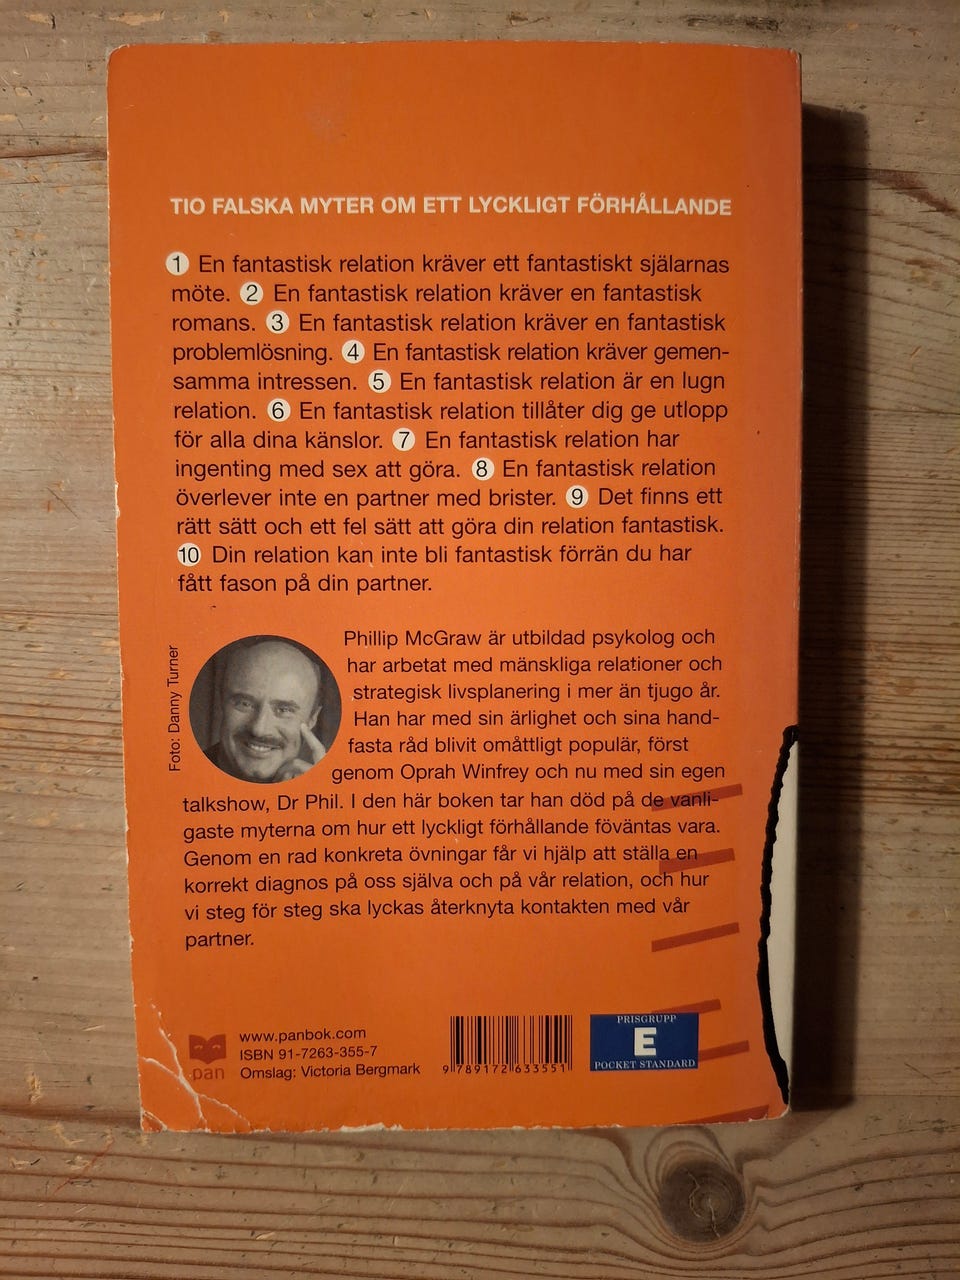 TIO FALSKA MYTER OM ETT LYCKLIGT FÖRHÅLLANDE
1 En fantastisk relation kräver ett fantastiskt själarnas
möte. 2 En fantastisk relation kräver en fantastisk
romans. 3 En fantastisk relation kräver en fantastisk
problemlösning. 4 En fantastisk relation kräver gemen-
samma intressen. 5 En fantastisk relation är en lugn
relation. 6 En fantastisk relation tillåter dig ge utlopp
för alla dina känslor. 7 En fantastisk relation har
ingenting med sex att göra. 8 En fantastisk relation
överlever inte en partner med brister. 9 Det finns ett
rätt sätt och ett fel sätt att göra din relation fantastisk.
10 Din relation kan inte bli fantastisk förrän du har
fått fason på din partner.
Foto: Danny Turner
Phillip McGraw är utbildad psykolog och
har arbetat med mänskliga relationer och
strategisk livsplanering i mer än tjugo år.
Han har med sin ärlighet och sina hand-
fasta råd blivit omåttligt populär, först
genom Oprah Winfrey och nu med sin egen
talkshow, Dr Phil. I den här boken tar han död på de vanli-
gaste myterna om hur ett lyckligt förhållande föväntas vara.
Genom en rad konkreta övningar får vi hjälp att ställa en
korrekt diagnos på oss själva och på vår relation, och hur
vi steg för steg ska lyckas återknyta kontakten med vår
partner.
pan
www.panbok.com
ISBN 91-7263-355-7
Omslag: Victoria Bergmark
9 789172 633551
PRISGRUPP
E
POCKET STANDARD